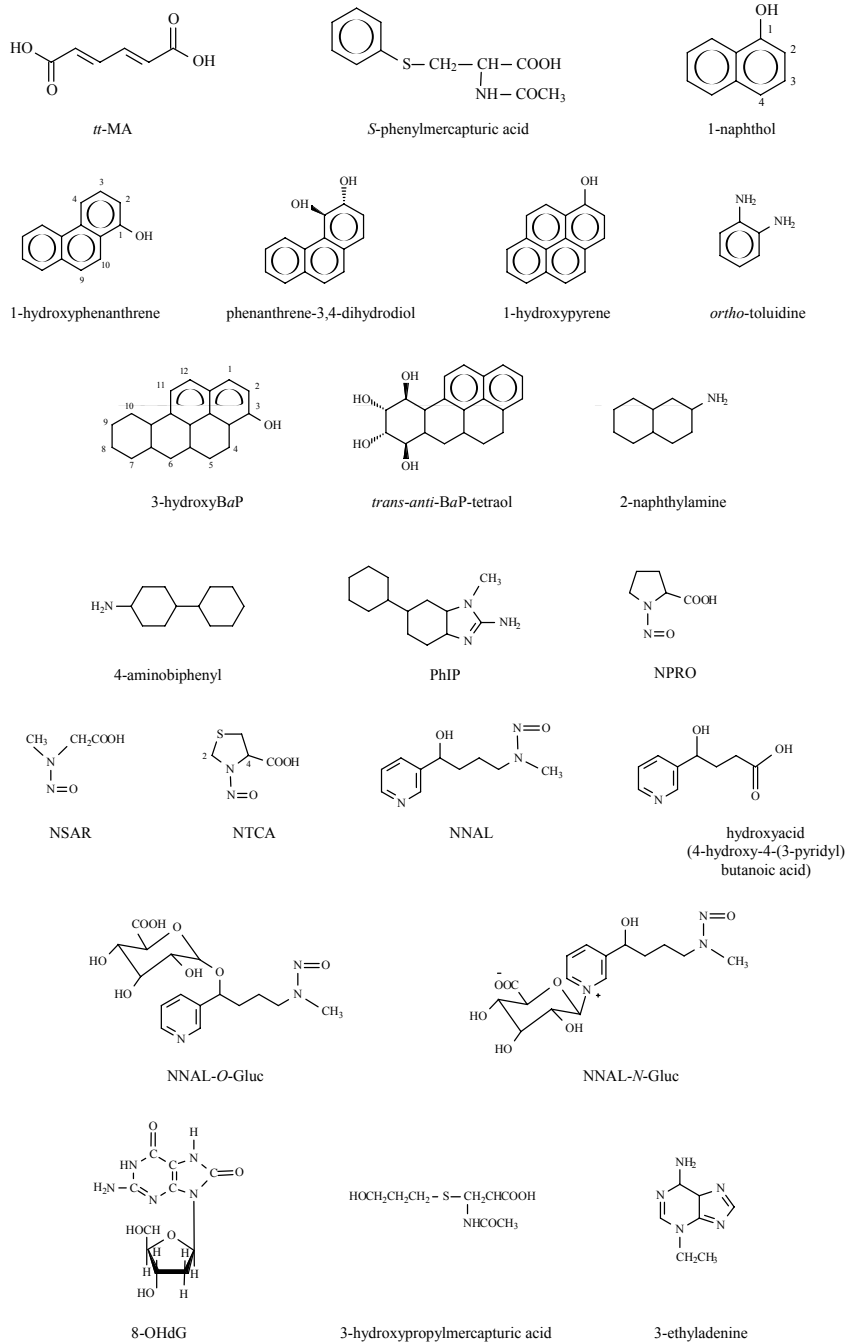 HO
O
O
OH
tt-MA
S–CH2–CH–COOH
NH–COCH3
S-phenylmercapturic acid
OH
1
2
3
4
1-naphthol
3
4
2
1
OH
10
9
1-hydroxyphenanthrene
OH
OH
phenanthrene-3,4-dihydrodiol
OH
1-hydroxypyrene
NH2
NH2
ortho-toluidine
12
1
11
2
10
3
OH
9
8
4
7
6
5
3-hydroxyBaP
OH
HO
HO
OH
trans-anti-BaP-tetraol
NH2
2-naphthylamine
H2N
4-aminobiphenyl
CH3
N
NH2
N
PhIP
N
COOH
N=O
NPRO
CH3
CH2COOH
N
N=O
NSAR
S
2
4
N
COOH
N=O
NTCA
OH
N=O
N
CH3
N
NNAL
OH
OH
O
N
hydroxyacid
(4-hydroxy-4-(3-pyridyl)
butanoic acid)
COOH
O
HO
OH
HO
O
N=O
N
CH3
N
NNAL-O-Gluc
OH
N=O
N
CH3
-
OOC
O
N
+
HO
OH
HO
NNAL-N-Gluc
O
H
C
N
HN
C
C=O
H2N–C
C
N
N
HOCH
O
H
H
H
H
H
HO
8-OHdG
HOCH2CH2CH2–S–CH2CHCOOH
NHCOCH3
3-hydroxypropylmercapturic acid
NH2
N
N
N
N
CH2CH3
3-ethyladenine